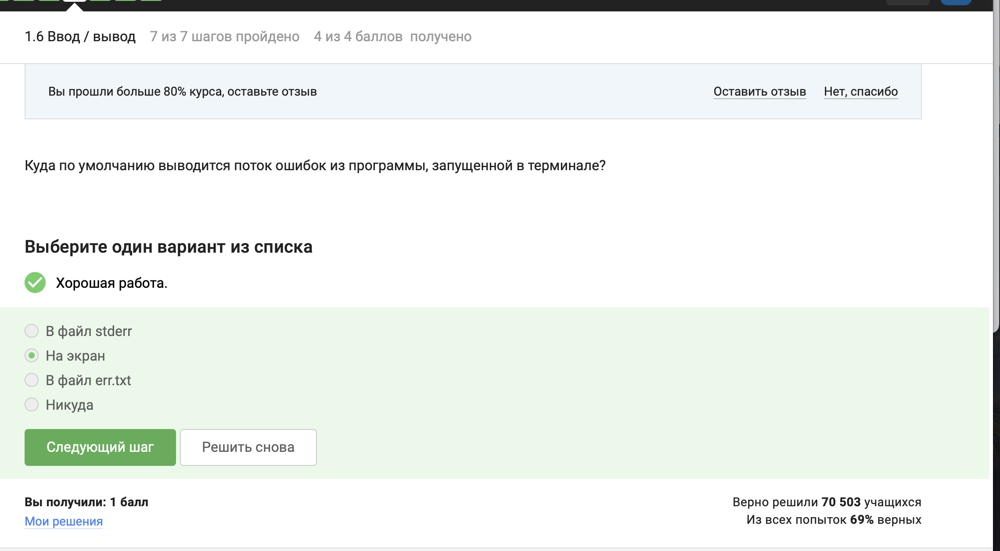 1.6 Ввод / вывод 7 из 7 шагов пройдено 4 из 4 баллов получено
Вы прошли больше 80% курса, оставьте отзыв Оставить отзыв Нет, спасибо
Куда по умолчанию выводится поток ошибок из программы, запущенной в терминале?
Выберите один вариант из списка
Хорошая работа.
В файл stderr
На экран
В файл err.txt
Никуда
Следующий шаг Решить снова
Вы получили: 1 балл Верно решили 70 503 учащихся
Мои решения Из всех попыток 69% верных